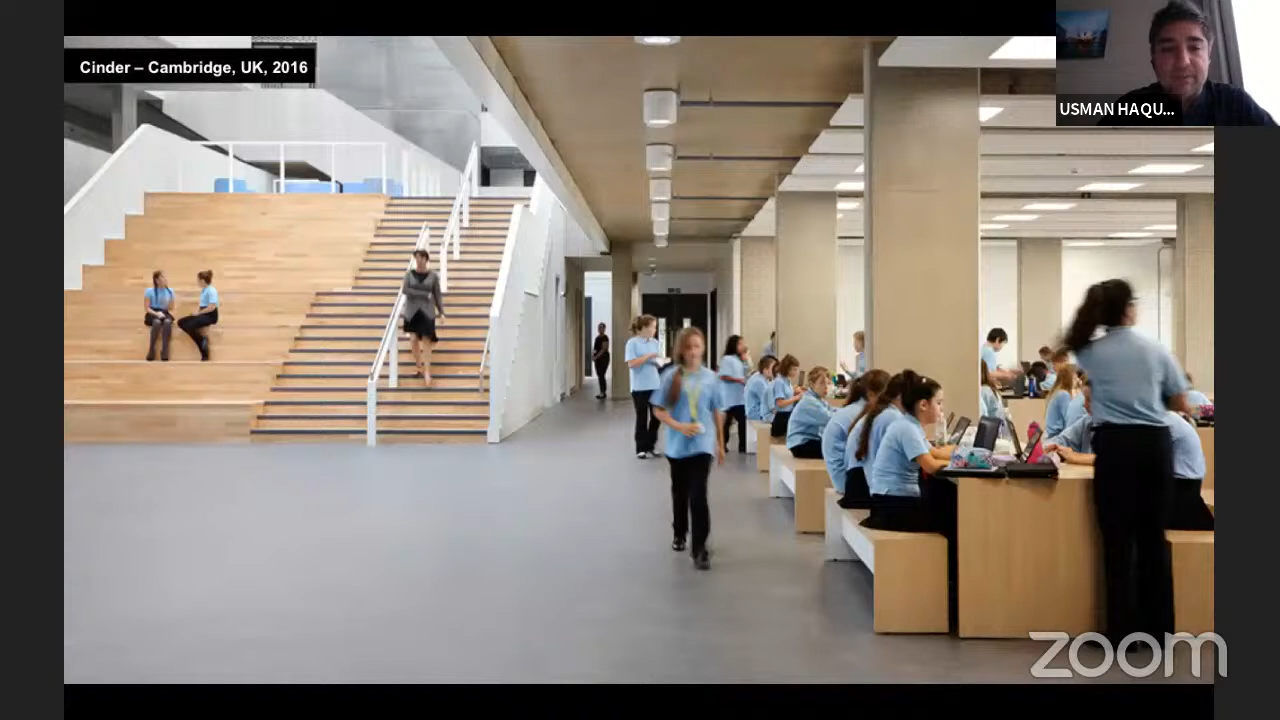 Cinder – Cambridge, UK, 2016
USMAN HAQU...
zoom